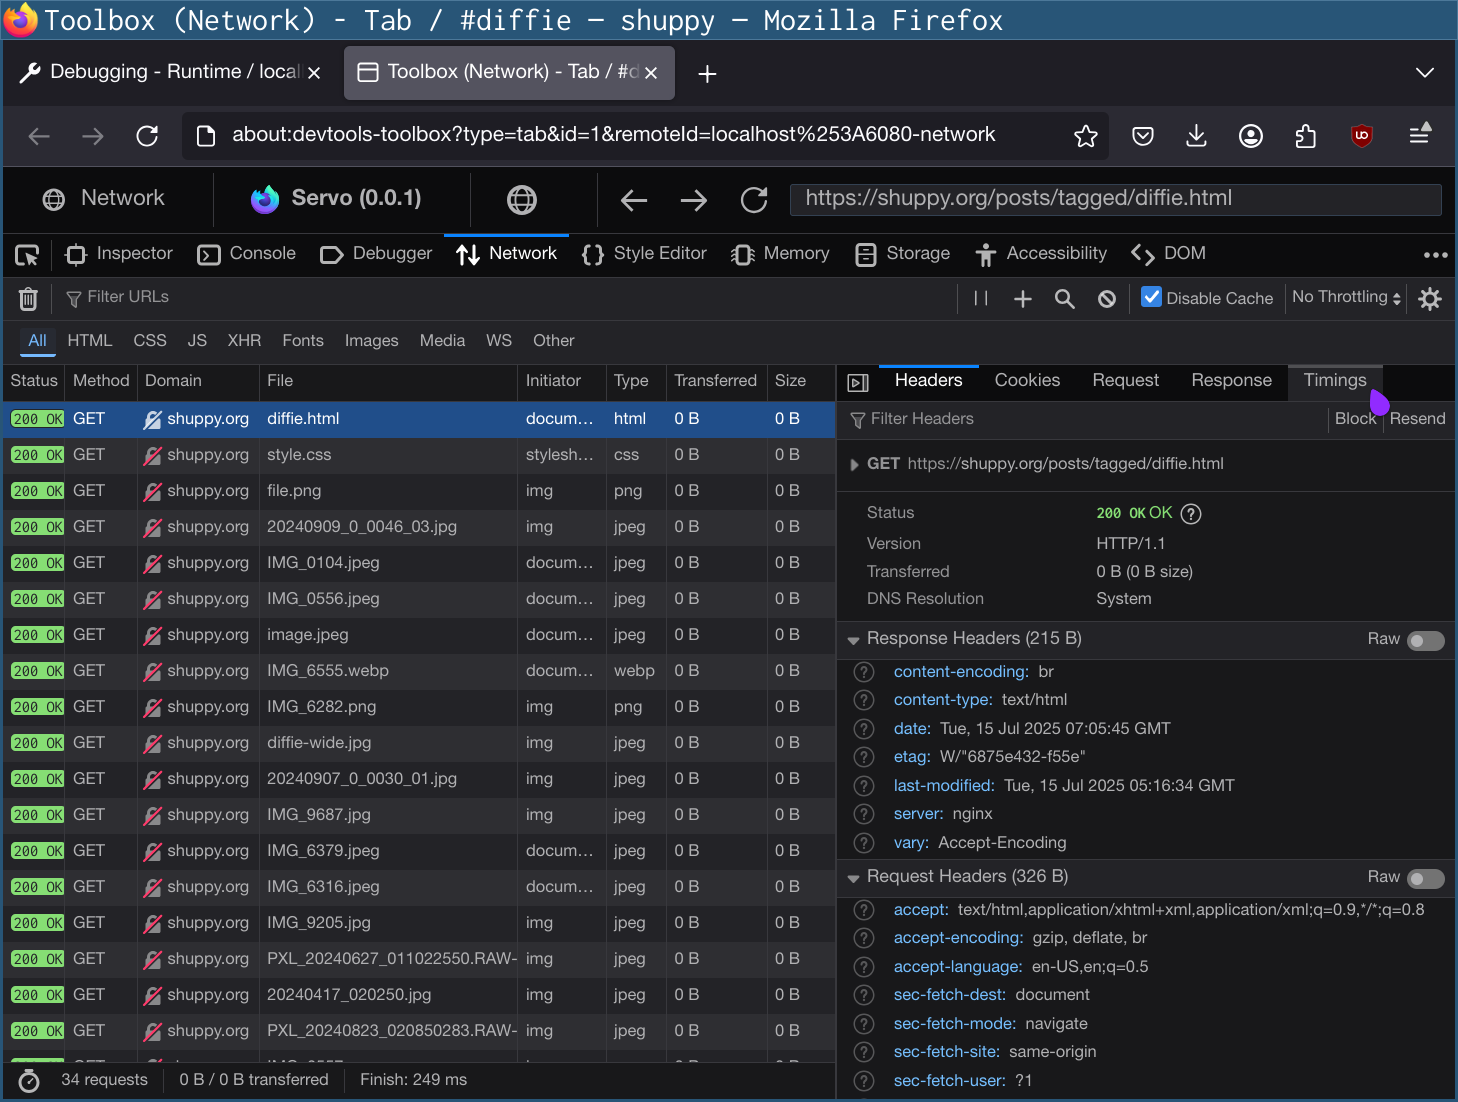 Toolbox (Network) - Tab / #diffie — shuppy — Mozilla Firefox
Debugging - Runtime / local
Toolbox (Network) - Tab / #d
about:devtools-toolbox?type=tab&id=1&remoteId=localhost%253A6080-network
Network
Servo (0.0.1)
https://shuppy.org/posts/tagged/diffie.html
Inspector Console Debugger Network Style Editor Memory Storage Accessibility DOM
Filter URLs
Disable Cache
No Throttling
All HTML CSS JS XHR Fonts Images Media WS Other
Status Method Domain File Initiator Type Transferred Size
200 OK GET shuppy.org diffie.html docum... html 0 B 0 B
200 OK GET shuppy.org style.css stylesh... css 0 B 0 B
200 OK GET shuppy.org file.png img png 0 B 0 B
200 OK GET shuppy.org 20240909_0_0046_03.jpg img jpeg 0 B 0 B
200 OK GET shuppy.org IMG_0104.jpeg docum... jpeg 0 B 0 B
200 OK GET shuppy.org IMG_0556.jpeg docum... jpeg 0 B 0 B
200 OK GET shuppy.org image.jpeg docum... jpeg 0 B 0 B
200 OK GET shuppy.org IMG_6555.webp docum... webp 0 B 0 B
200 OK GET shuppy.org IMG_6282.png img png 0 B 0 B
200 OK GET shuppy.org diffie-wide.jpg img jpeg 0 B 0 B
200 OK GET shuppy.org 20240907_0_0030_01.jpg img jpeg 0 B 0 B
200 OK GET shuppy.org IMG_9687.jpg img jpeg 0 B 0 B
200 OK GET shuppy.org IMG_6379.jpeg docum... jpeg 0 B 0 B
200 OK GET shuppy.org IMG_6316.jpeg docum... jpeg 0 B 0 B
200 OK GET shuppy.org IMG_9205.jpg img jpeg 0 B 0 B
200 OK GET shuppy.org PXL_20240627_011022550.RAW- img jpeg 0 B 0 B
200 OK GET shuppy.org 20240417_020250.jpg img jpeg 0 B 0 B
200 OK GET shuppy.org PXL_20240823_020850283.RAW- img jpeg 0 B 0 B
34 requests
0 B / 0 B transferred
Finish: 249 ms
Headers Cookies Request Response Timings
Filter Headers
Block
Resend
GET https://shuppy.org/posts/tagged/diffie.html
Status 200 OK OK ?
Version HTTP/1.1
Transferred 0 B (0 B size)
DNS Resolution System
Response Headers (215 B) Raw
? content-encoding: br
? content-type: text/html
? date: Tue, 15 Jul 2025 07:05:45 GMT
? etag: W/"6875e432-f55e"
? last-modified: Tue, 15 Jul 2025 05:16:34 GMT
? server: nginx
? vary: Accept-Encoding
Request Headers (326 B) Raw
? accept: text/html,application/xhtml+xml,application/xml;q=0.9,*/*;q=0.8
? accept-encoding: gzip, deflate, br
? accept-language: en-US,en;q=0.5
? sec-fetch-dest: document
? sec-fetch-mode: navigate
? sec-fetch-site: same-origin
? sec-fetch-user: ?1